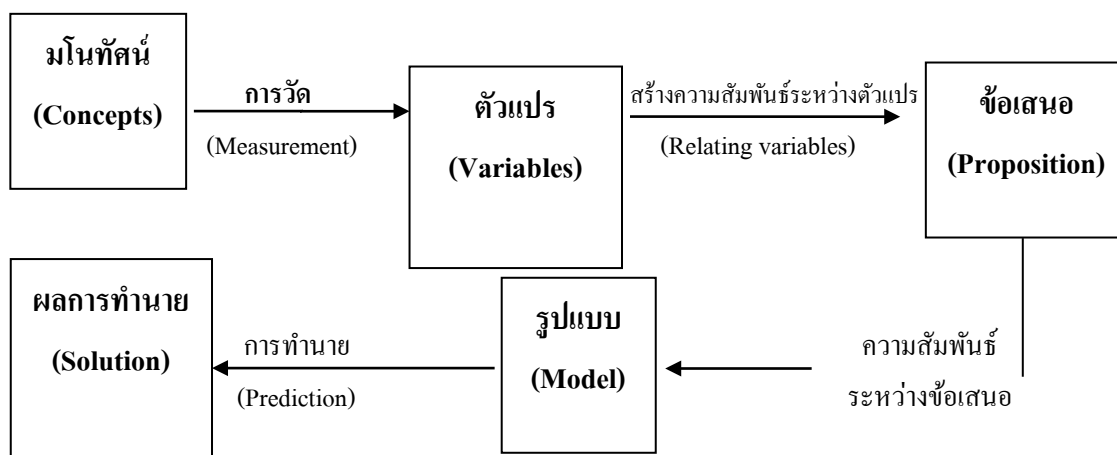 มโนทัศน์
(Concepts)
การวัด
(Measurement)
ตัวแปร
(Variables)
สร้างความสัมพันธ์ระหว่างตัวแปร
(Relating variables)
ข้อเสนอ
(Proposition)
ผลการทำนาย
(Solution)
การทำนาย
(Prediction)
รูปแบบ
(Model)
ความสัมพันธ์
ระหว่างข้อเสนอ